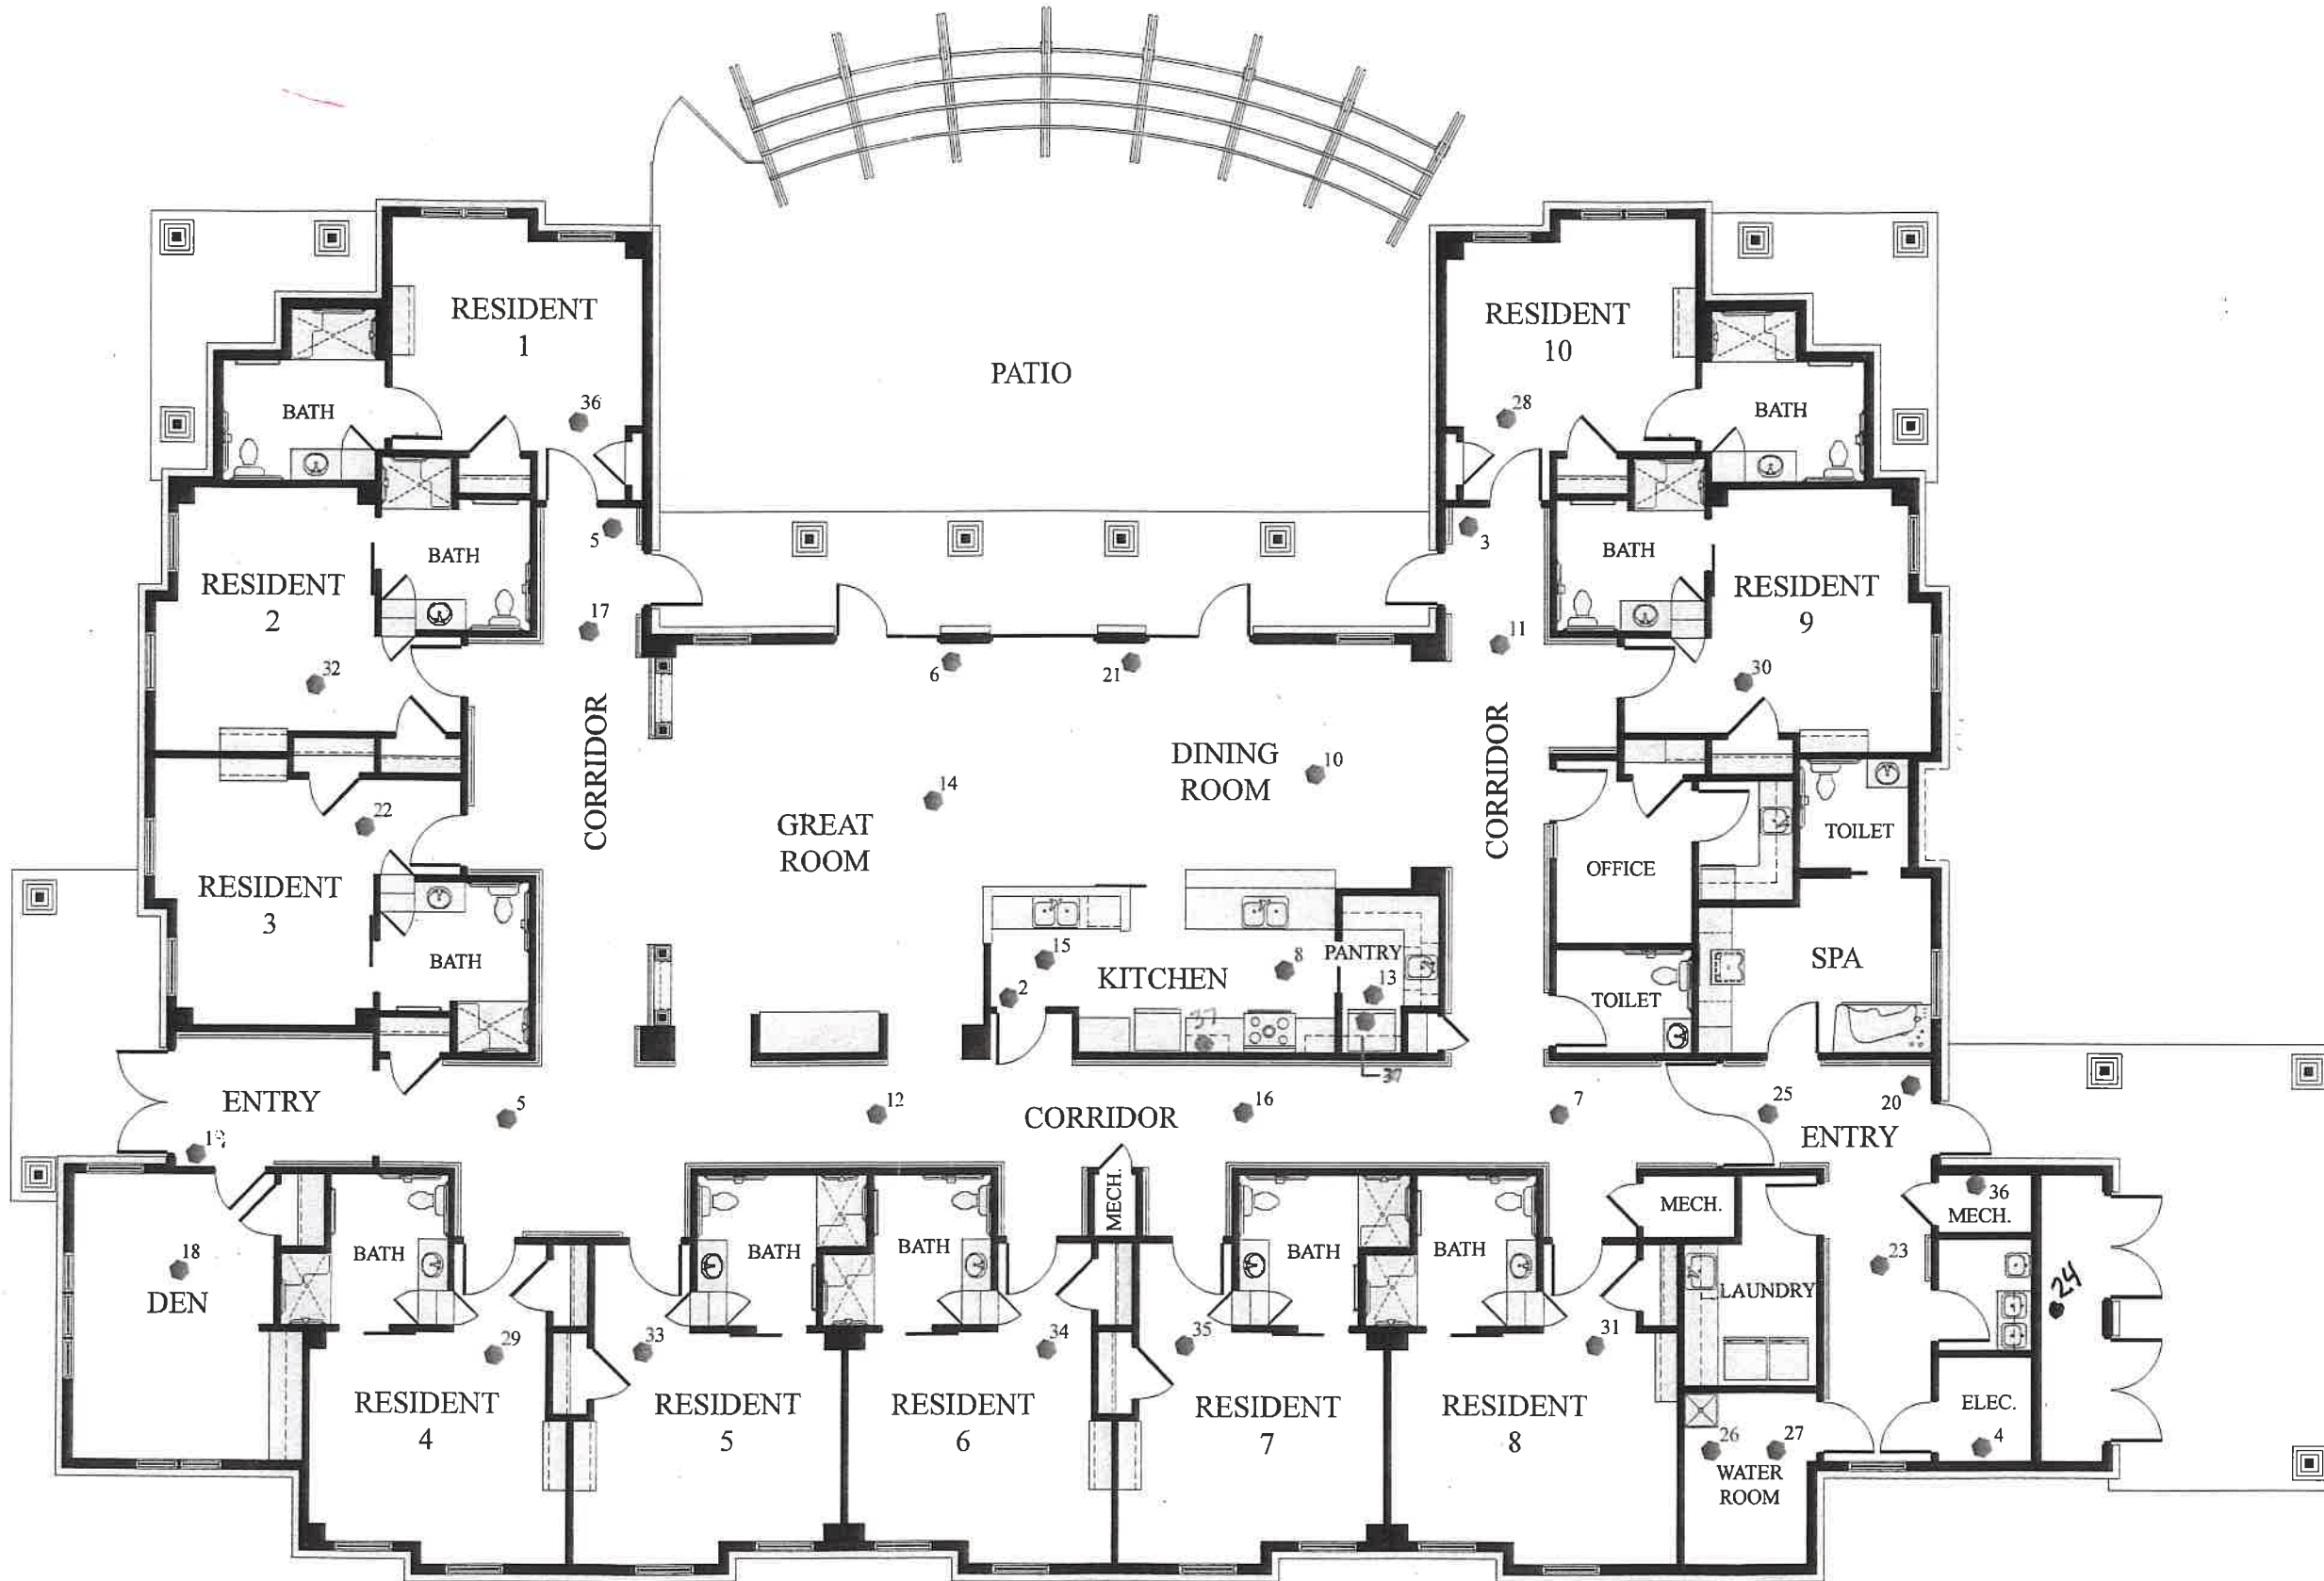 RESIDENT
1
RESIDENT
10
PATIO
BATH
36
28
BATH
5
3
BATH
BATH
RESIDENT
2
RESIDENT
9
17
11
6
21
32
30
CORRIDOR
CORRIDOR
DINING
ROOM
10
14
22
GREAT
ROOM
TOILET
RESIDENT
3
OFFICE
BATH
15
KITCHEN
8
PANTRY
13
2
SPA
TOILET
37
37
ENTRY
5
12
CORRIDOR
16
7
25
20
ENTRY
19
MECH.
MECH.
36
MECH.
18
DEN
BATH
BATH
BATH
BATH
BATH
23
24
LAUNDRY
29
33
34
35
31
RESIDENT
4
RESIDENT
5
RESIDENT
6
RESIDENT
7
RESIDENT
8
ELEC.
4
26
27
WATER
ROOM